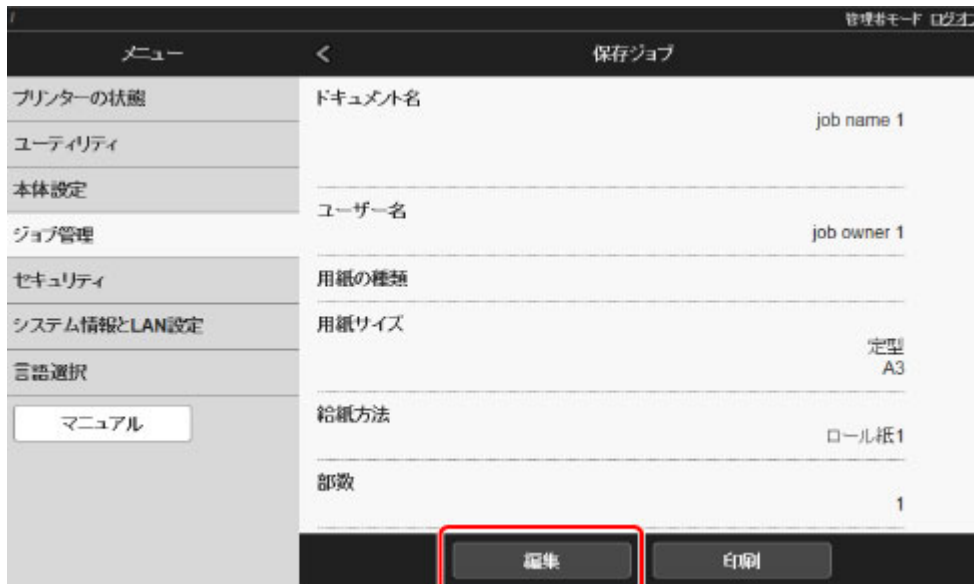 /
管理者モード ログオフ
メニュー
<
保存ジョブ
プリンターの状態
ユーティリティ
本体設定
ジョブ管理
セキュリティ
システム情報とLAN設定
言語選択
マニュアル
ドキュメント名
job name 1
ユーザー名
job owner 1
用紙の種類
用紙サイズ
定型
A3
給紙方法
ロール紙1
部数
1
編集
印刷